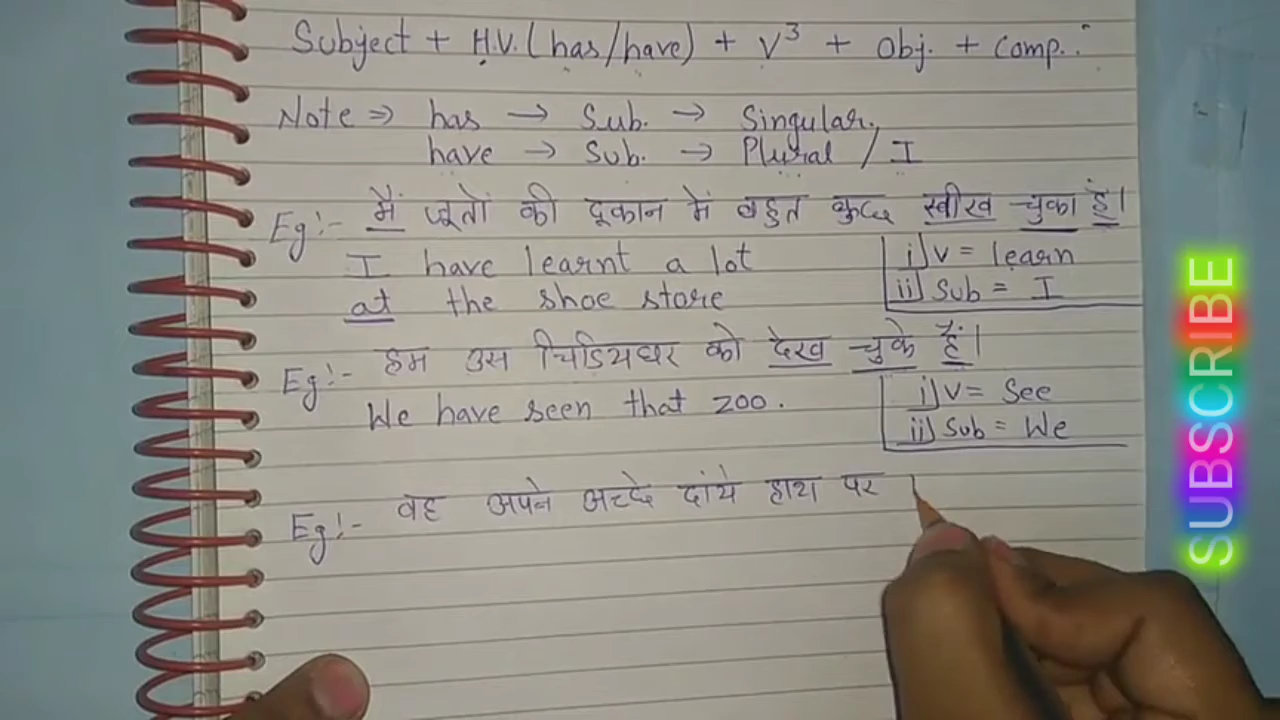 Subject + H.V. (has/have) + V³ + Obj. + Comp..
Note ⇒ has → Sub. → Singular.
have → Sub. → Plural / I
Eg:- मैं जूतों की दूकान में बहुत कुछ सीख चुका हूं।
I have learnt a lot
at the shoe store
i) V = learn
ii) Sub = I
Eg:- हम उस चिडियघर को देख चुके हैं।
We have seen that zoo.
i) V = See
ii) Sub = We
Eg:- वह अपने अच्छे दांये हाथ पर
SUBSCRIBE